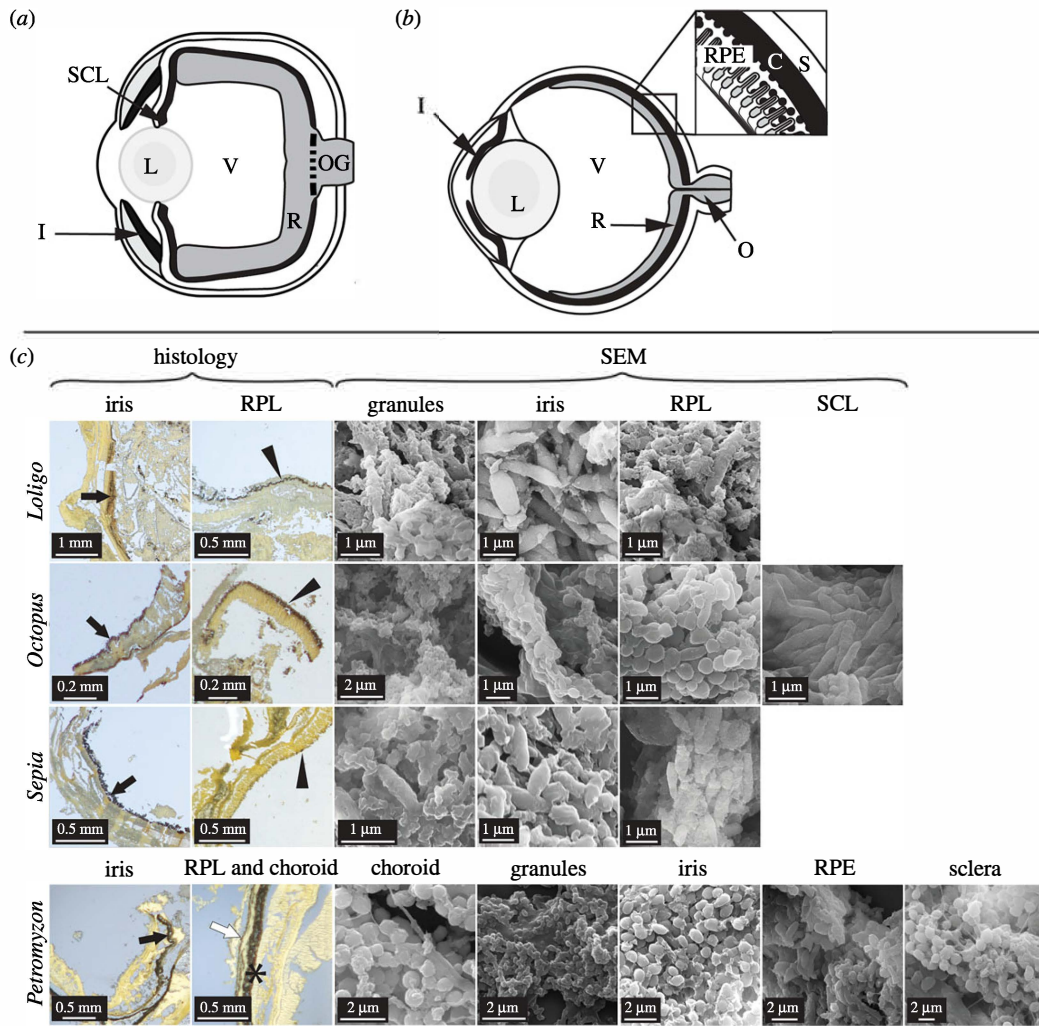 (a)
SCL
L
V
OG
R
I
(b)
RPE
C
S
I
V
L
R
O
(c)
histology
SEM
iris
RPL
granules
iris
RPL
SCL
Loligo
1 mm
0.5 mm
1 µm
1 µm
1 µm
Octopus
0.2 mm
0.2 mm
2 µm
1 µm
1 µm
1 µm
Sepia
0.5 mm
0.5 mm
1 µm
1 µm
1 µm
iris
RPL and choroid
choroid
granules
iris
RPE
sclera
Petromyzon
0.5 mm
0.5 mm
*
2 µm
2 µm
2 µm
2 µm
2 µm